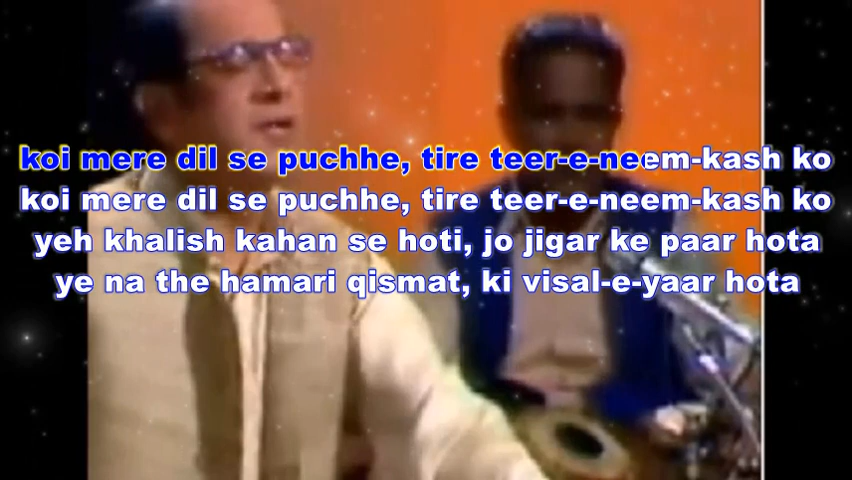 koi mere dil se puchhe, tire teer-e-neem-kash ko
koi mere dil se puchhe, tire teer-e-neem-kash ko
yeh khalish kahan se hoti, jo jigar ke paar hota
ye na the hamari qismat, ki visal-e-yaar hota